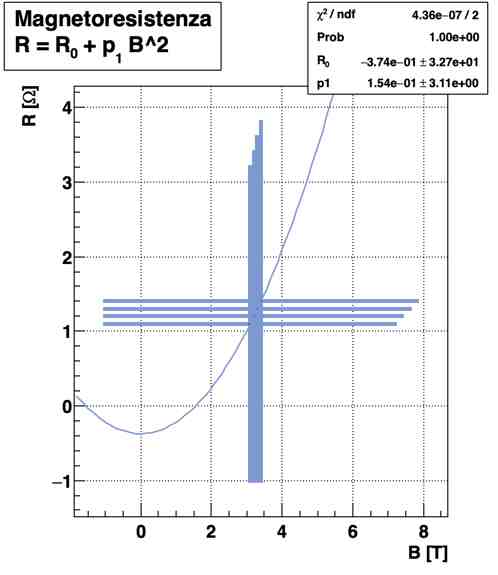 Magnetoresistenza
R = R₀ + p₁ B^2
χ² / ndf 4.36e−07 / 2
Prob 1.00e+00
R₀ −3.74e−01 ± 3.27e+01
p1 1.54e−01 ± 3.11e+00
R [Ω]
4
3
2
1
0
−1
0 2 4 6 8
B [T]